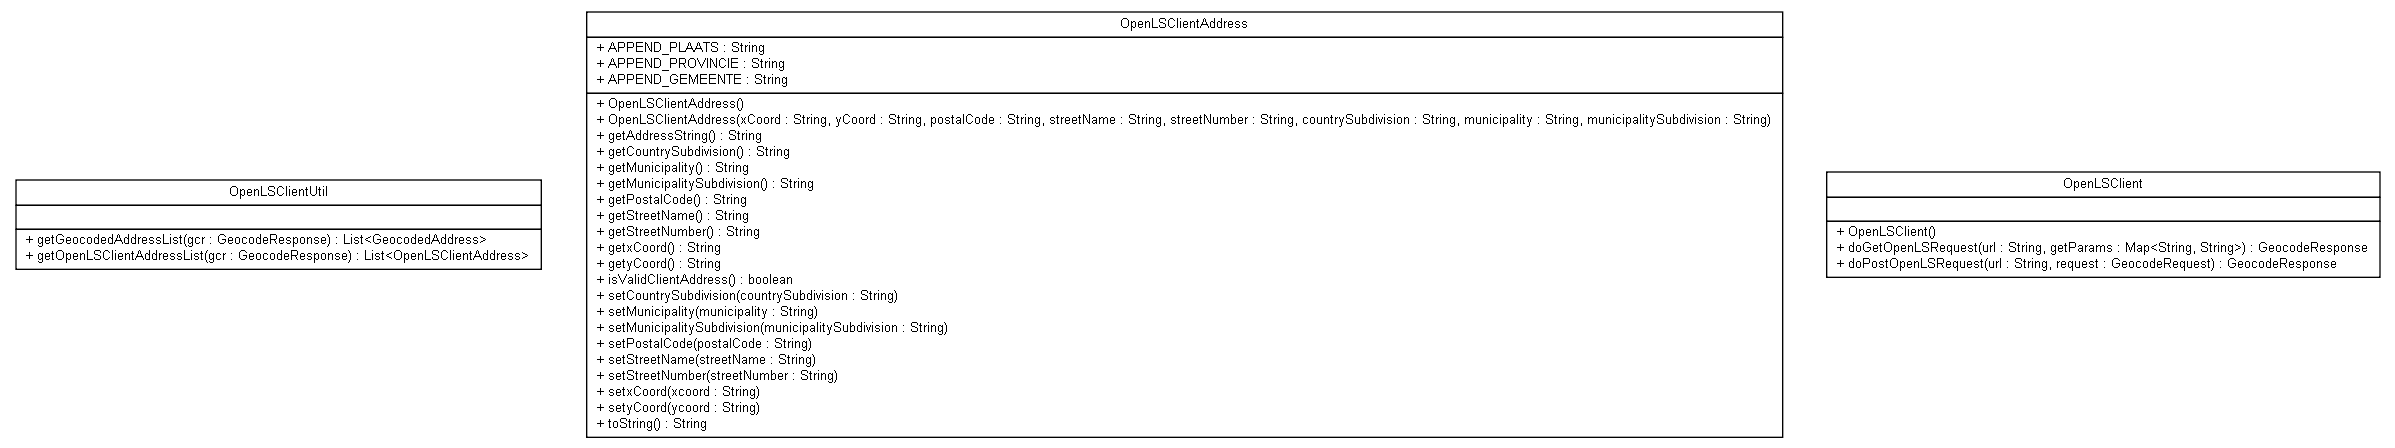 OpenLSClientUtil
+ getGeocodedAddressList(gcr : GeocodeResponse) : List<GeocodedAddress>
+ getOpenLSClientAddressList(gcr : GeocodeResponse) : List<OpenLSClientAddress>
OpenLSClientAddress
+ APPEND_PLAATS : String
+ APPEND_PROVINCIE : String
+ APPEND_GEMEENTE : String
+ OpenLSClientAddress()
+ OpenLSClientAddress(xCoord : String, yCoord : String, postalCode : String, streetName : String, streetNumber : String, countrySubdivision : String, municipality : String, municipalitySubdivision : String)
+ getAddressString() : String
+ getCountrySubdivision() : String
+ getMunicipality() : String
+ getMunicipalitySubdivision() : String
+ getPostalCode() : String
+ getStreetName() : String
+ getStreetNumber() : String
+ getxCoord() : String
+ getyCoord() : String
+ isValidClientAddress() : boolean
+ setCountrySubdivision(countrySubdivision : String)
+ setMunicipality(municipality : String)
+ setMunicipalitySubdivision(municipalitySubdivision : String)
+ setPostalCode(postalCode : String)
+ setStreetName(streetName : String)
+ setStreetNumber(streetNumber : String)
+ setxCoord(xcoord : String)
+ setyCoord(ycoord : String)
+ toString() : String
OpenLSClient
+ OpenLSClient()
+ doGetOpenLSRequest(url : String, getParams : Map<String, String>) : GeocodeResponse
+ doPostOpenLSRequest(url : String, request : GeocodeRequest) : GeocodeResponse